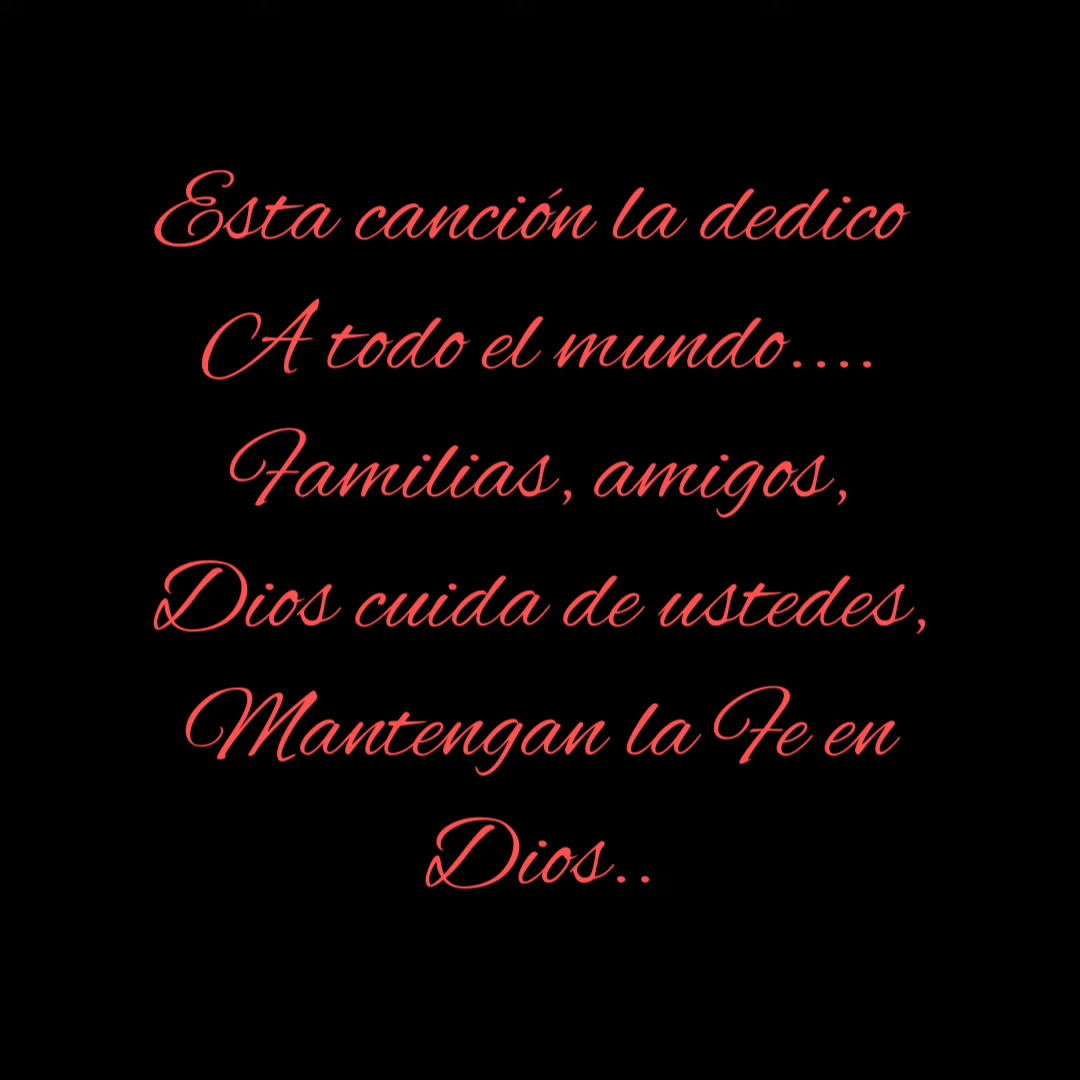 Esta canción la dedico
A todo el mundo....
Familias, amigos,
Dios cuida de ustedes,
Mantengan la Fe en
Dios..